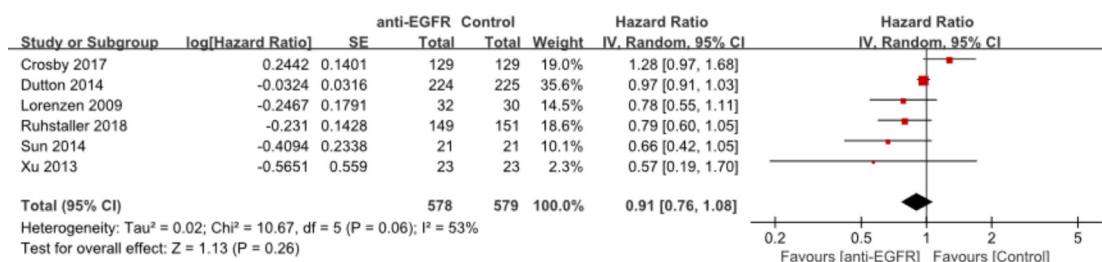 anti-EGFR Control Hazard Ratio Hazard Ratio
Study or Subgroup log[Hazard Ratio] SE Total Total Weight IV, Random, 95% CI IV, Random, 95% CI
Crosby 2017 0.2442 0.1401 129 129 19.0% 1.28 [0.97, 1.68]
Dutton 2014 -0.0324 0.0316 224 225 35.6% 0.97 [0.91, 1.03]
Lorenzen 2009 -0.2467 0.1791 32 30 14.5% 0.78 [0.55, 1.11]
Ruhstaller 2018 -0.231 0.1428 149 151 18.6% 0.79 [0.60, 1.05]
Sun 2014 -0.4094 0.2338 21 21 10.1% 0.66 [0.42, 1.05]
Xu 2013 -0.5651 0.559 23 23 2.3% 0.57 [0.19, 1.70]
Total (95% CI) 578 579 100.0% 0.91 [0.76, 1.08]
Heterogeneity: Tau² = 0.02; Chi² = 10.67, df = 5 (P = 0.06); I² = 53%
Test for overall effect: Z = 1.13 (P = 0.26)
0.2 0.5 1 2 5
Favours [anti-EGFR] Favours [Control]